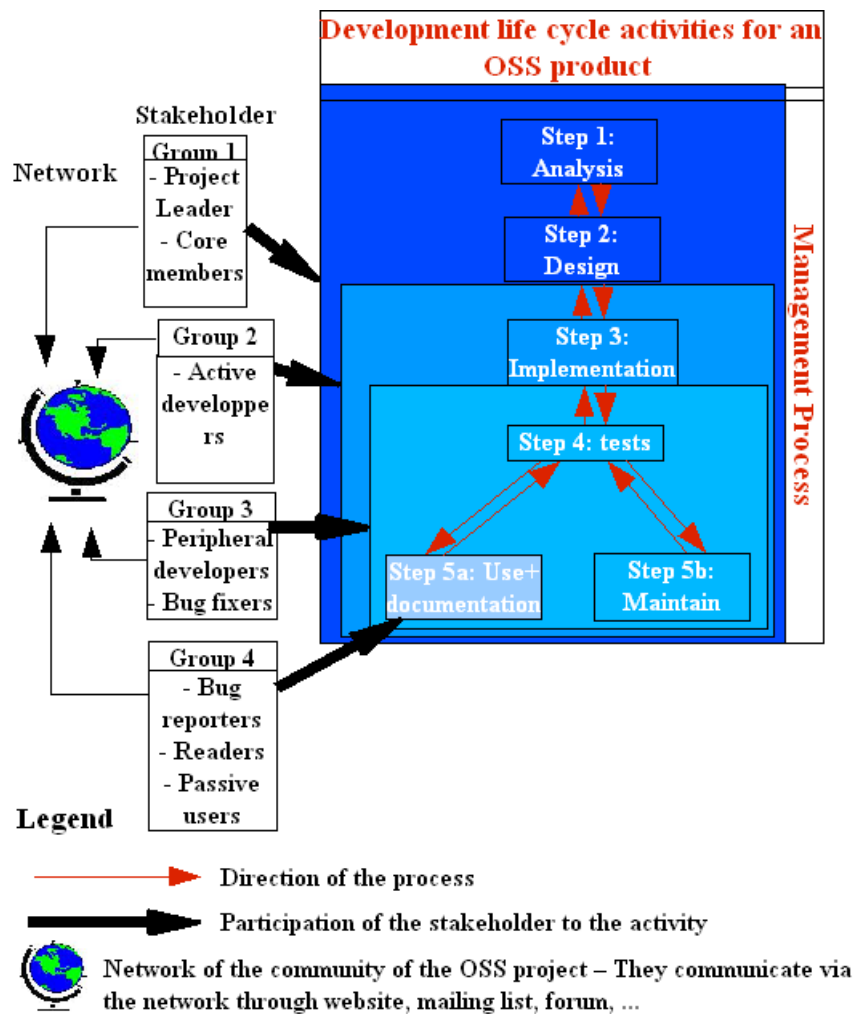 Development life cycle activities for an
OSS product
Stakeholder
Network
Group 1
- Project
Leader
- Core
members
Group 2
- Active
developpe
rs
Group 3
- Peripheral
developers
- Bug fixers
Group 4
- Bug
reporters
- Readers
- Passive
users
Step 1:
Analysis
Step 2:
Design
Step 3:
Implementation
Step 4: tests
Step 5a: Use+
documentation
Step 5b:
Maintain
Management Process
Legend
Direction of the process
Participation of the stakeholder to the activity
Network of the community of the OSS project – They communicate via
the network through website, mailing list, forum, ...